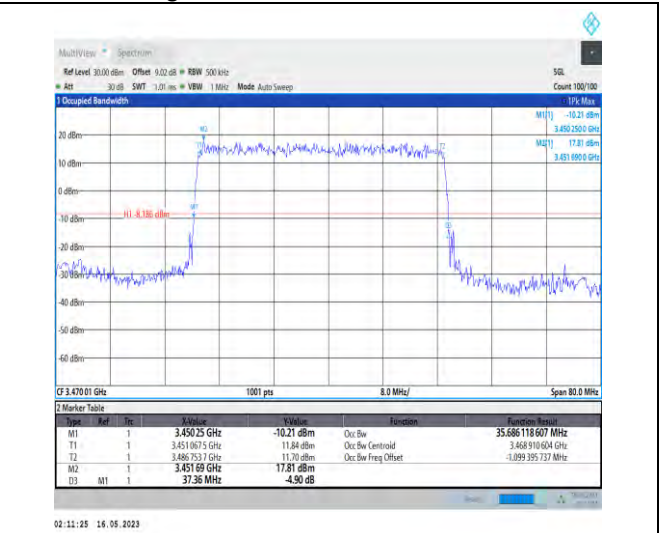 MultiView Spectrum
Ref Level 30.00 dBm Offset 9.02 dB RBW 500 kHz SGL
Att 30 dB SWT 1.01 ms VBW 1 MHz Mode Auto Sweep Count 100/100
1 Occupied Bandwidth 1Pk Max
M1[1] -10.21 dBm
3.450 250 0 GHz
M2[1] 17.81 dBm
3.451 690 0 GHz
M2
20 dBm
T1 T2
10 dBm
0 dBm
M1
H1 -8.186 dBm
-10 dBm
D3
-20 dBm
-30 dBm
-40 dBm
-50 dBm
-60 dBm
CF 3.470 01 GHz 1001 pts 8.0 MHz/ Span 80.0 MHz
2 Marker Table
Type Ref Trc X-Value Y-Value Function Function Result
M1 1 3.450 25 GHz -10.21 dBm Occ Bw 35.686 118 607 MHz
T1 1 3.451 067 5 GHz 11.84 dBm Occ Bw Centroid 3.468 910 604 GHz
T2 1 3.486 753 7 GHz 11.70 dBm Occ Bw Freq Offset -1.099 395 737 MHz
M2 1 3.451 69 GHz 17.81 dBm
D3 M1 1 37.36 MHz -4.90 dB
02:11:25 16.05.2023